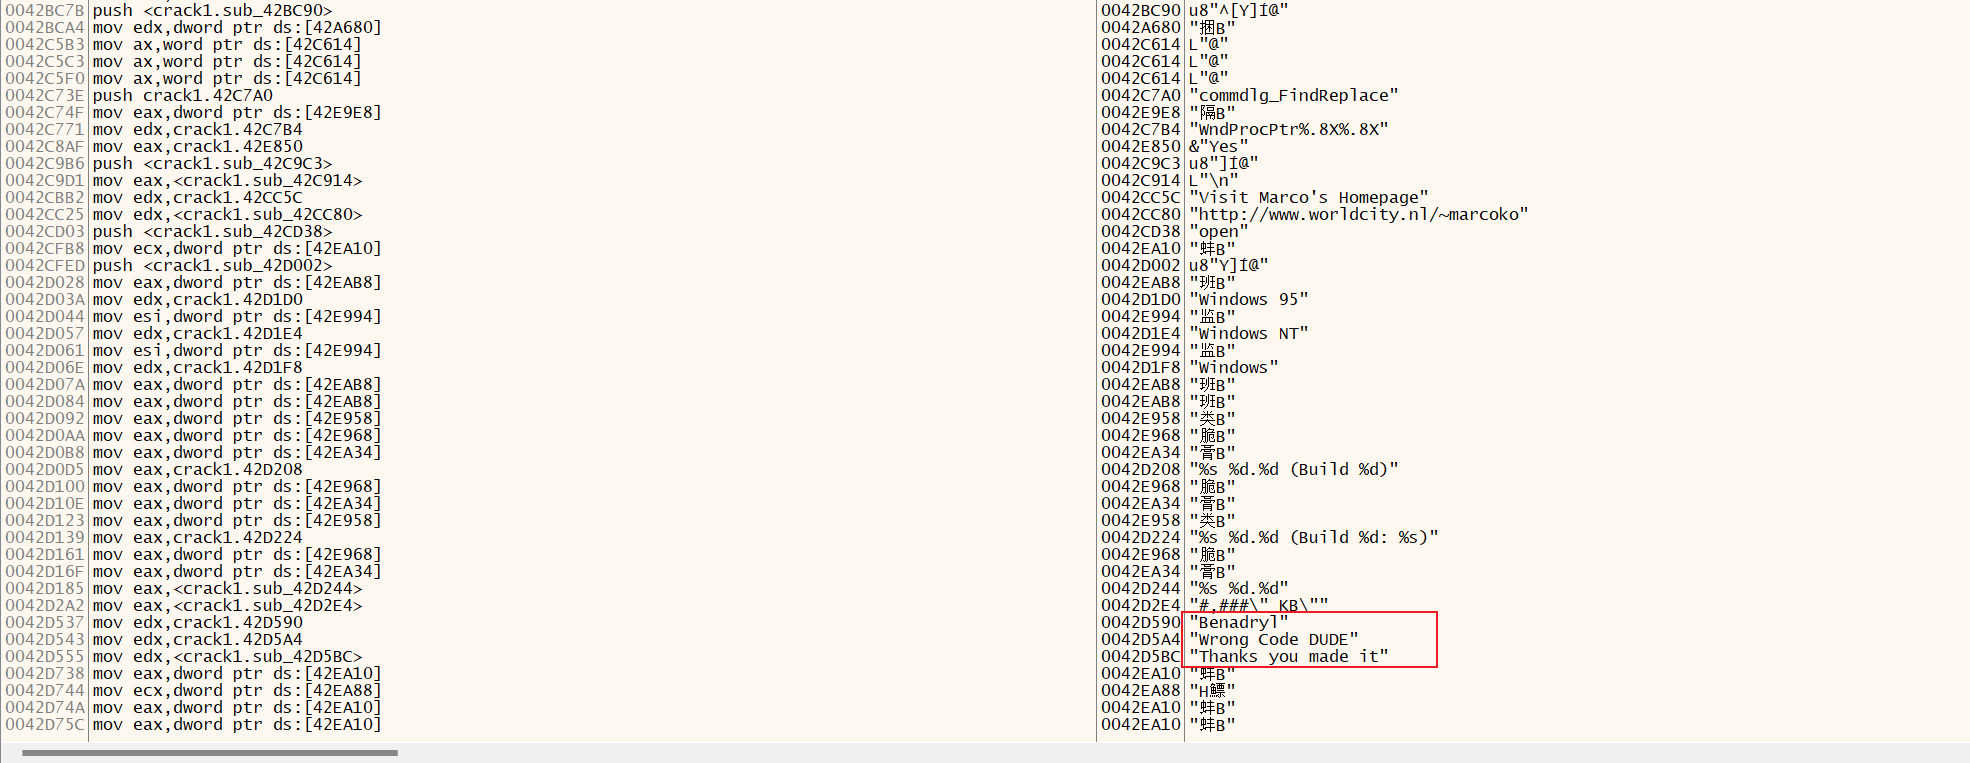 0042BC7B push <crack1.sub_42BC90> 0042BC90 u8"^[Y]Í@"
0042BCA4 mov edx,dword ptr ds:[42A680] 0042A680 "捆B"
0042C5B3 mov ax,word ptr ds:[42C614] 0042C614 L"@"
0042C5C3 mov ax,word ptr ds:[42C614] 0042C614 L"@"
0042C5F0 mov ax,word ptr ds:[42C614] 0042C614 L"@"
0042C73E push crack1.42C7A0 0042C7A0 "commdlg_FindReplace"
0042C74F mov eax,dword ptr ds:[42E9E8] 0042E9E8 "隔B"
0042C771 mov edx,crack1.42C7B4 0042C7B4 "WndProcPtr%.8X%.8X"
0042C8AF mov eax,crack1.42E850 0042E850 &"Yes"
0042C9B6 push <crack1.sub_42C9C3> 0042C9C3 u8"]Í@"
0042C9D1 mov eax,<crack1.sub_42C914> 0042C914 L"\n"
0042CBB2 mov edx,crack1.42CC5C 0042CC5C "Visit Marco's Homepage"
0042CC25 mov edx,<crack1.sub_42CC80> 0042CC80 "http://www.worldcity.nl/~marcoko"
0042CD03 push <crack1.sub_42CD38> 0042CD38 "open"
0042CFB8 mov ecx,dword ptr ds:[42EA10] 0042EA10 "蚌B"
0042CFED push <crack1.sub_42D002> 0042D002 u8"Y]Í@"
0042D028 mov eax,dword ptr ds:[42EAB8] 0042EAB8 "班B"
0042D03A mov edx,crack1.42D1D0 0042D1D0 "Windows 95"
0042D044 mov esi,dword ptr ds:[42E994] 0042E994 "监B"
0042D057 mov edx,crack1.42D1E4 0042D1E4 "Windows NT"
0042D061 mov esi,dword ptr ds:[42E994] 0042E994 "监B"
0042D06E mov edx,crack1.42D1F8 0042D1F8 "Windows"
0042D07A mov eax,dword ptr ds:[42EAB8] 0042EAB8 "班B"
0042D084 mov eax,dword ptr ds:[42EAB8] 0042EAB8 "班B"
0042D092 mov eax,dword ptr ds:[42E958] 0042E958 "类B"
0042D0AA mov eax,dword ptr ds:[42E968] 0042E968 "脆B"
0042D0B8 mov eax,dword ptr ds:[42EA34] 0042EA34 "膏B"
0042D0D5 mov eax,crack1.42D208 0042D208 "%s %d.%d (Build %d)"
0042D100 mov eax,dword ptr ds:[42E968] 0042E968 "脆B"
0042D10E mov eax,dword ptr ds:[42EA34] 0042EA34 "膏B"
0042D123 mov eax,dword ptr ds:[42E958] 0042E958 "类B"
0042D139 mov eax,crack1.42D224 0042D224 "%s %d.%d (Build %d: %s)"
0042D161 mov eax,dword ptr ds:[42E968] 0042E968 "脆B"
0042D16F mov eax,dword ptr ds:[42EA34] 0042EA34 "膏B"
0042D185 mov eax,<crack1.sub_42D244> 0042D244 "%s %d.%d"
0042D2A2 mov eax,<crack1.sub_42D2E4> 0042D2E4 "#,###\" KB\""
0042D537 mov edx,crack1.42D590 0042D590 "Benadryl"
0042D543 mov edx,crack1.42D5A4 0042D5A4 "Wrong Code DUDE"
0042D555 mov edx,<crack1.sub_42D5BC> 0042D5BC "Thanks you made it"
0042D738 mov eax,dword ptr ds:[42EA10] 0042EA10 "蚌B"
0042D744 mov ecx,dword ptr ds:[42EA88] 0042EA88 "H鳔"
0042D74A mov eax,dword ptr ds:[42EA10] 0042EA10 "蚌B"
0042D75C mov eax,dword ptr ds:[42EA10] 0042EA10 "蚌B"